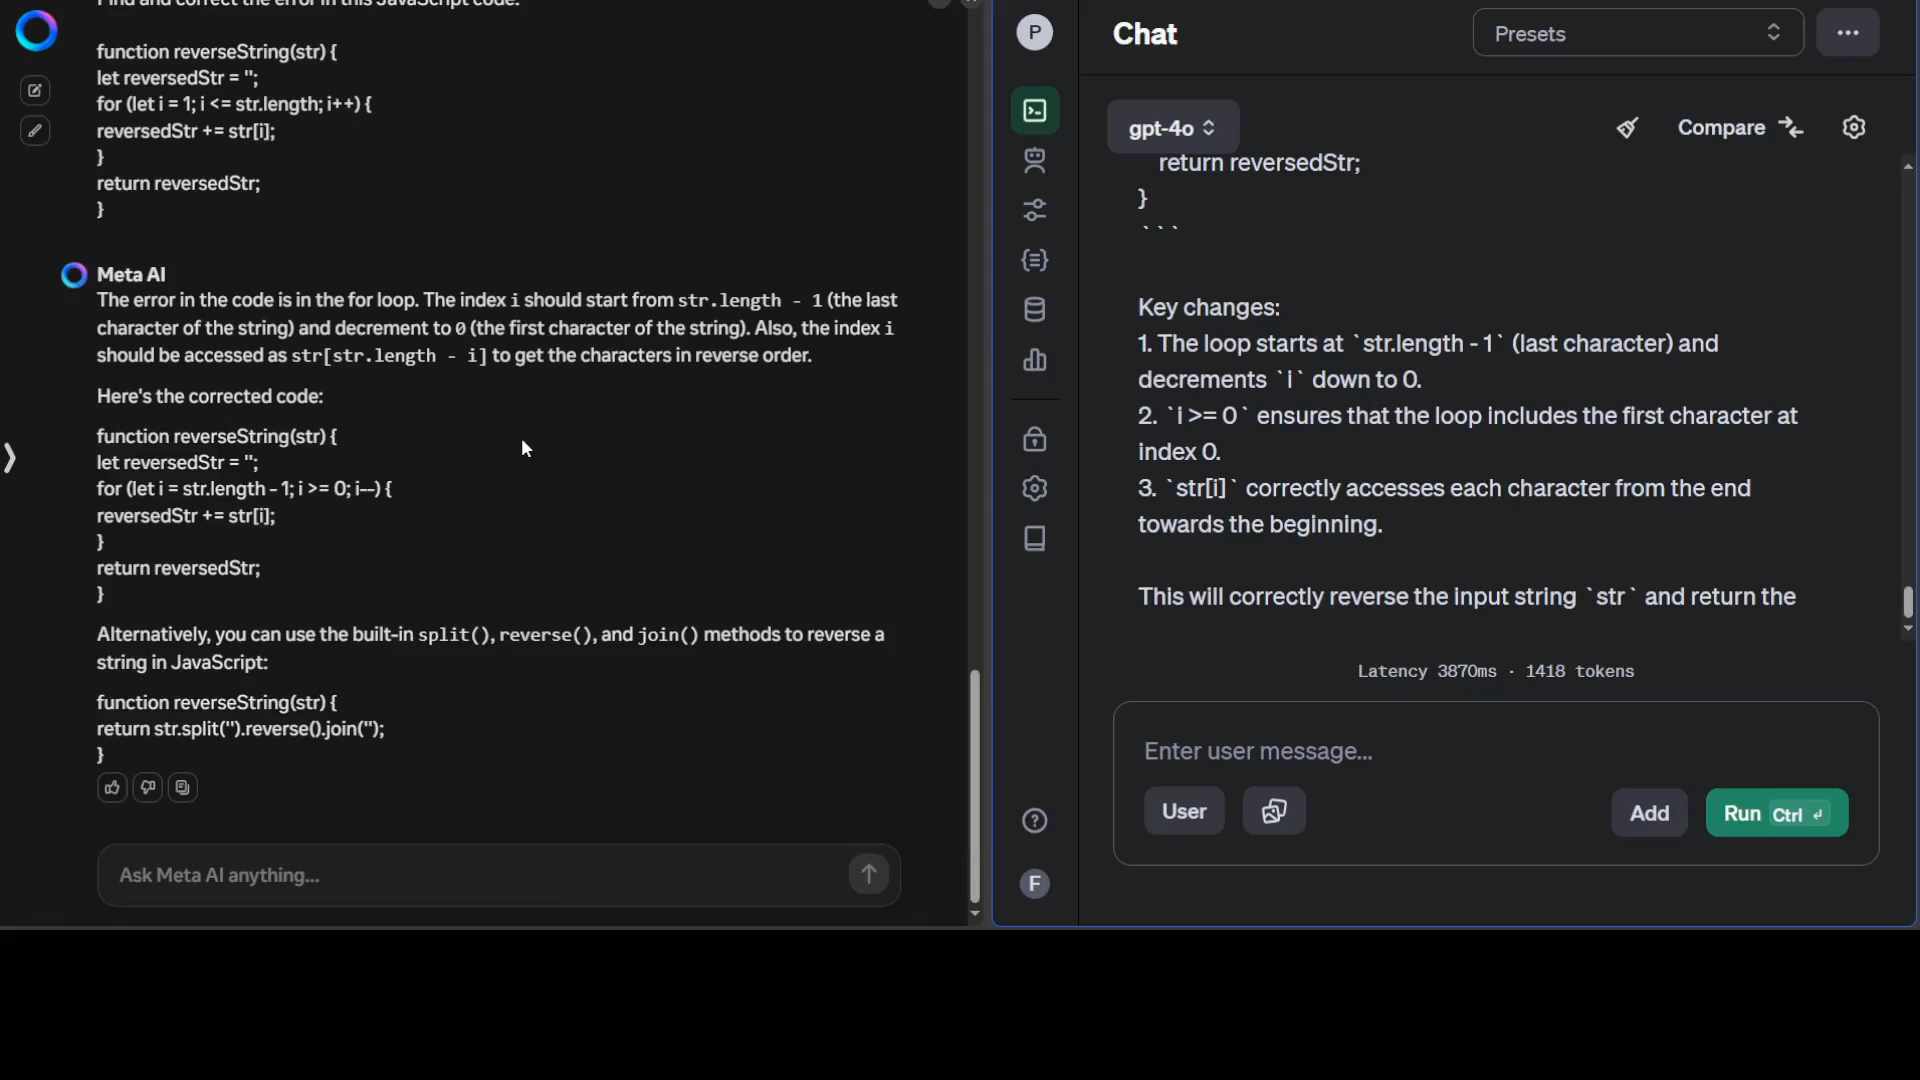 Find and correct the error in this JavaScript code:
function reverseString(str) {
let reversedStr = '';
for (let i = 1; i <= str.length; i++) {
reversedStr += str[i];
}
return reversedStr;
}
Meta AI
The error in the code is in the for loop. The index i should start from str.length - 1 (the last
character of the string) and decrement to 0 (the first character of the string). Also, the index i
should be accessed as str[str.length - i] to get the characters in reverse order.
Here's the corrected code:
function reverseString(str) {
let reversedStr = '';
for (let i = str.length - 1; i >= 0; i--) {
reversedStr += str[i];
}
return reversedStr;
}
Alternatively, you can use the built-in split(), reverse(), and join() methods to reverse a
string in JavaScript:
function reverseString(str) {
return str.split('').reverse().join('');
}
Ask Meta AI anything...
P
Chat
Presets
gpt-4o
Compare
return reversedStr;
}
```
Key changes:
1. The loop starts at `str.length - 1` (last character) and
decrements `i` down to 0.
2. `i >= 0` ensures that the loop includes the first character at
index 0.
3. `str[i]` correctly accesses each character from the end
towards the beginning.
This will correctly reverse the input string `str` and return the
Latency 3870ms · 1418 tokens
Enter user message...
User
Add
Run Ctrl ↵
F